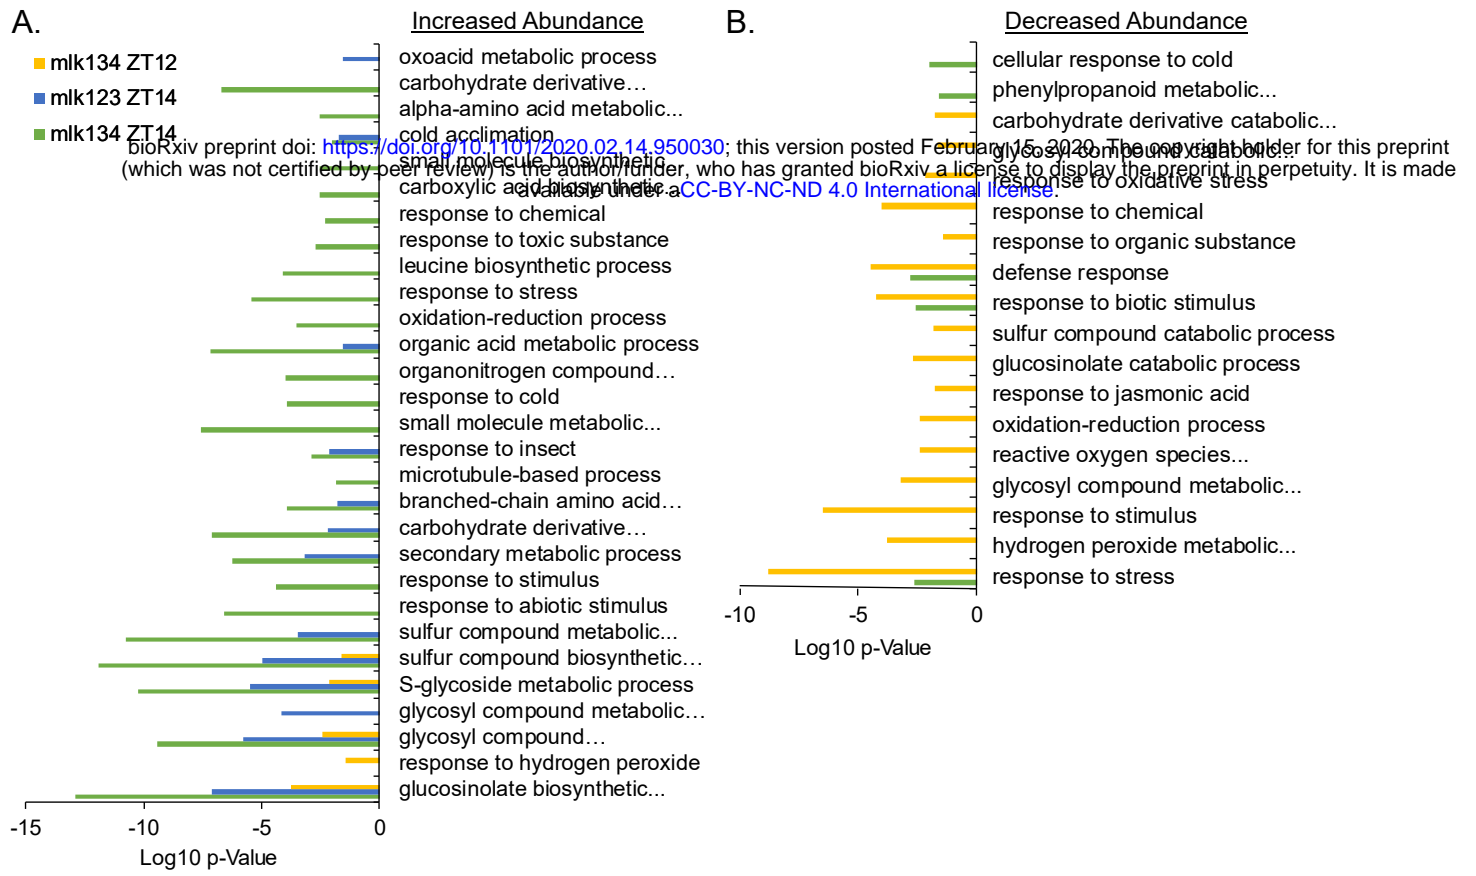 A.
Increased Abundance
mlk134 ZT12
mlk123 ZT14
mlk134 ZT14
oxoacid metabolic process
carbohydrate derivative…
alpha-amino acid metabolic...
cold acclimation
small molecule biosynthetic...
carboxylic acid biosynthetic...
response to chemical
response to toxic substance
leucine biosynthetic process
response to stress
oxidation-reduction process
organic acid metabolic process
organonitrogen compound…
response to cold
small molecule metabolic...
response to insect
microtubule-based process
branched-chain amino acid…
carbohydrate derivative…
secondary metabolic process
response to stimulus
response to abiotic stimulus
sulfur compound metabolic...
sulfur compound biosynthetic…
S-glycoside metabolic process
glycosyl compound metabolic…
glycosyl compound…
response to hydrogen peroxide
glucosinolate biosynthetic...
-15 -10 -5 0
Log10 p-Value
B.
Decreased Abundance
cellular response to cold
phenylpropanoid metabolic...
carbohydrate derivative catabolic...
glycosyl compound catabolic...
response to oxidative stress
response to chemical
response to organic substance
defense response
response to biotic stimulus
sulfur compound catabolic process
glucosinolate catabolic process
response to jasmonic acid
oxidation-reduction process
reactive oxygen species...
glycosyl compound metabolic...
response to stimulus
hydrogen peroxide metabolic...
response to stress
-10 -5 0
Log10 p-Value
bioRxiv preprint doi: https://doi.org/10.1101/2020.02.14.950030; this version posted February 15, 2020. The copyright holder for this preprint
(which was not certified by peer review) is the author/funder, who has granted bioRxiv a license to display the preprint in perpetuity. It is made
available under aCC-BY-NC-ND 4.0 International license.